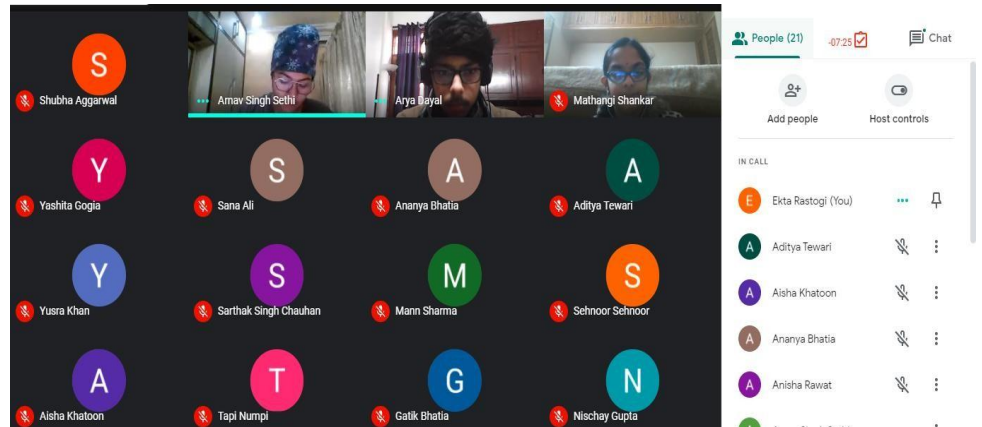 S
Shubha Aggarwal
Arnav Singh Sethi
Arya Dayal
Mathangi Shankar
Y
Yashita Gogia
S
Sana Ali
A
Ananya Bhatia
A
Aditya Tewari
Y
Yusra Khan
S
Sarthak Singh Chauhan
M
Mann Sharma
S
Sehnoor Sehnoor
A
Aisha Khatoon
T
Tapi Numpi
G
Gatik Bhatia
N
Nischay Gupta
People (21)
-07:25
Chat
Add people
Host controls
IN CALL
E Ekta Rastogi (You)
A Aditya Tewari
A Aisha Khatoon
A Ananya Bhatia
A Anisha Rawat